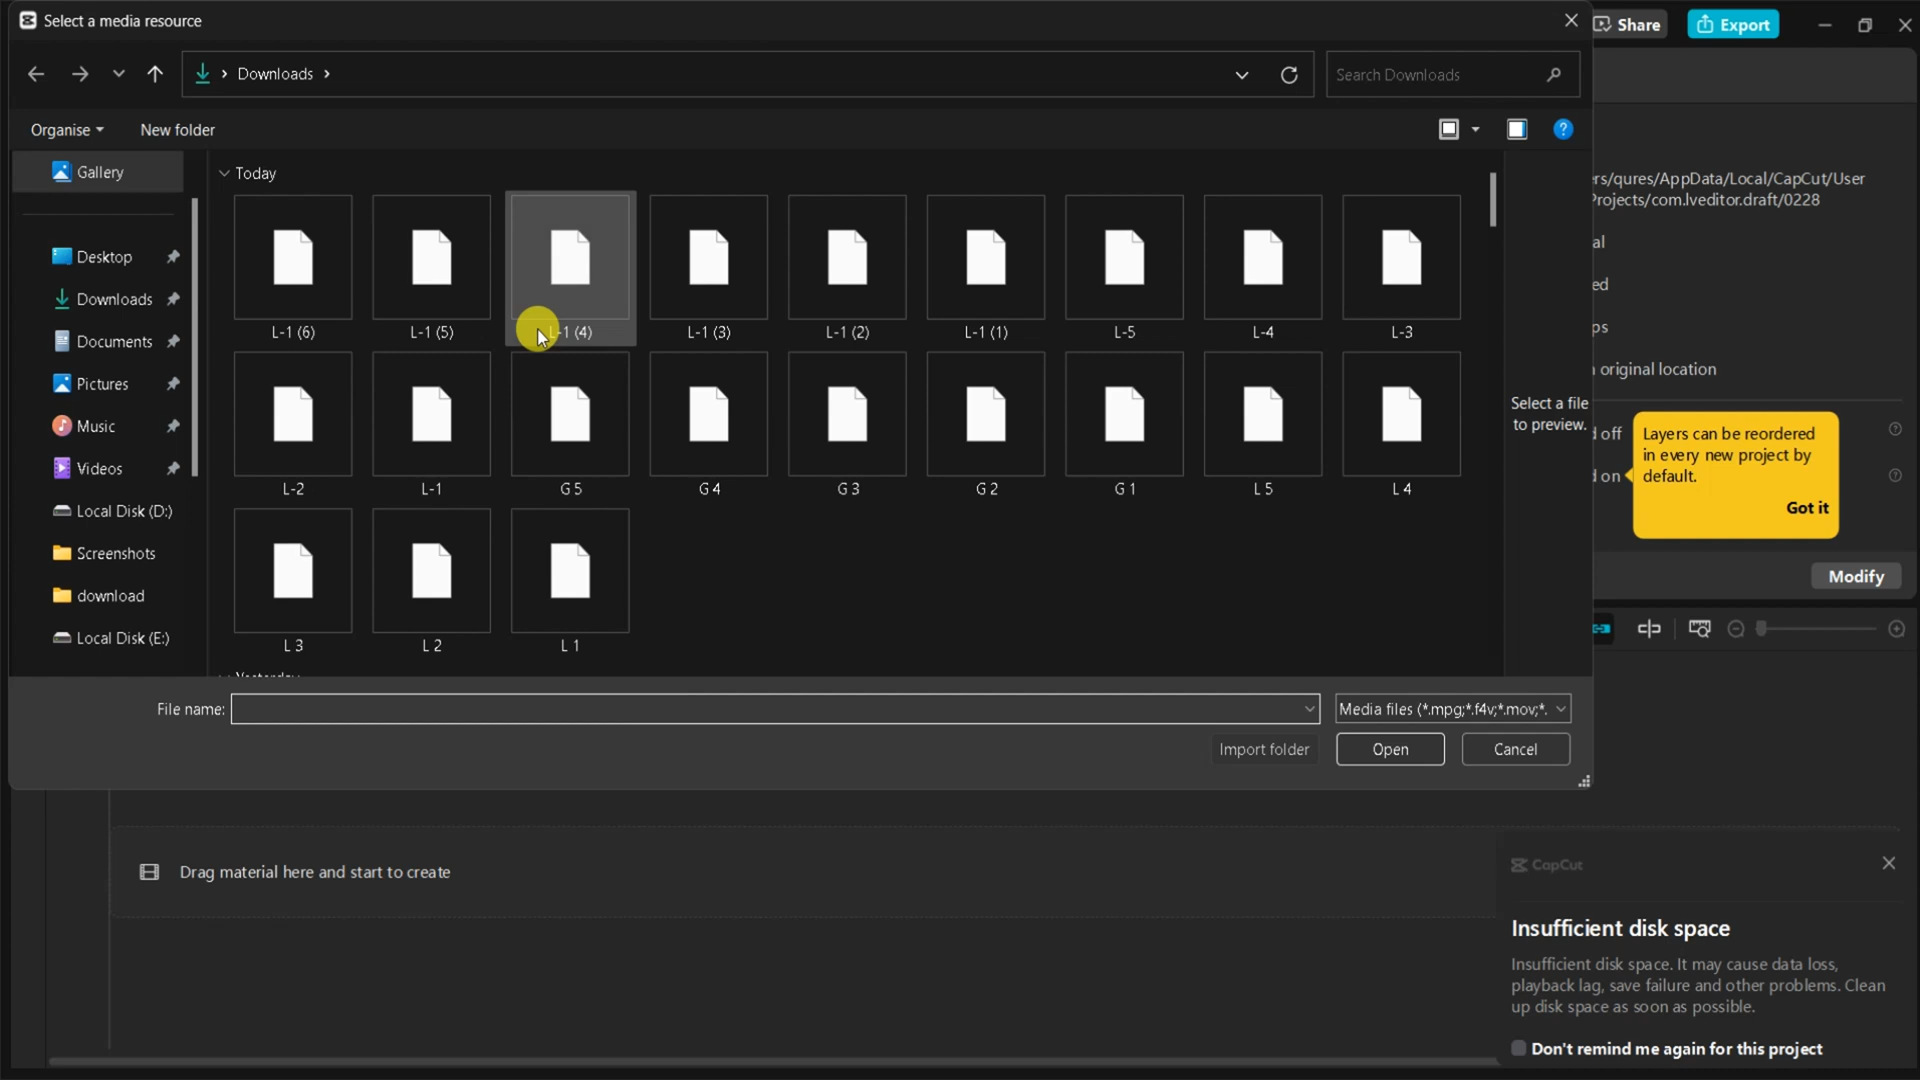 Select a media resource
Share
Export
Downloads
Search Downloads
Organise
New folder
Gallery
Today
Desktop
Downloads
Documents
Pictures
Music
Videos
Local Disk (D:)
Screenshots
download
Local Disk (E:)
L-1 (6)
L-1 (5)
L-1 (4)
L-1 (3)
L-1 (2)
L-1 (1)
L-5
L-4
L-3
L-2
L-1
G 5
G 4
G 3
G 2
G 1
L 5
L 4
L 3
L 2
L 1
Select a file
to preview.
rs/qures/AppData/Local/CapCut/User
Projects/com.lveditor.draft/0228
al
ed
ps
original location
d off
d on
Layers can be reordered
in every new project by
default.
Got it
Modify
File name:
Media files (*.mpg;*.f4v;*.mov;*.
Import folder
Open
Cancel
Drag material here and start to create
CapCut
Insufficient disk space
Insufficient disk space. It may cause data loss,
playback lag, save failure and other problems. Clean
up disk space as soon as possible.
Don't remind me again for this project